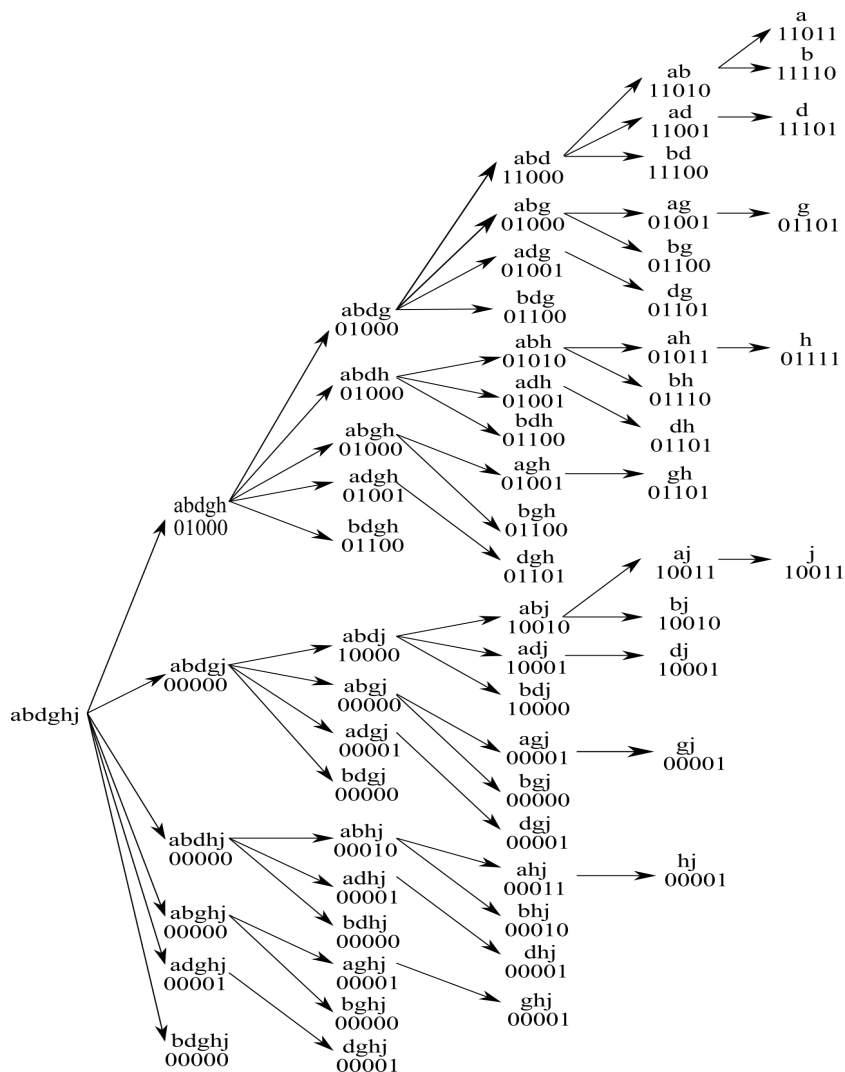 abdghj
abdgh
01000
abdgj
00000
abdhj
00000
abghj
00000
adghj
00001
bdghj
00000
abdg
01000
abdh
01000
abgh
01000
adgh
01001
bdgh
01100
abdj
10000
abgj
00000
adgj
00001
bdgj
00000
abhj
00010
adhj
00001
bdhj
00000
aghj
00001
bghj
00000
dghj
00001
abd
11000
abg
01000
adg
01001
bdg
01100
abh
01010
adh
01001
bdh
01100
agh
01001
bgh
01100
dgh
01101
abj
10010
adj
10001
bdj
10000
agj
00001
bgj
00000
dgj
00001
ahj
00011
bhj
00010
dhj
00001
ghj
00001
ab
11010
ad
11001
bd
11100
ag
01001
bg
01100
dg
01101
ah
01011
bh
01110
dh
01101
gh
01101
aj
10011
bj
10010
dj
10001
gj
00001
hj
00001
a
11011
b
11110
d
11101
g
01101
h
01111
j
10011